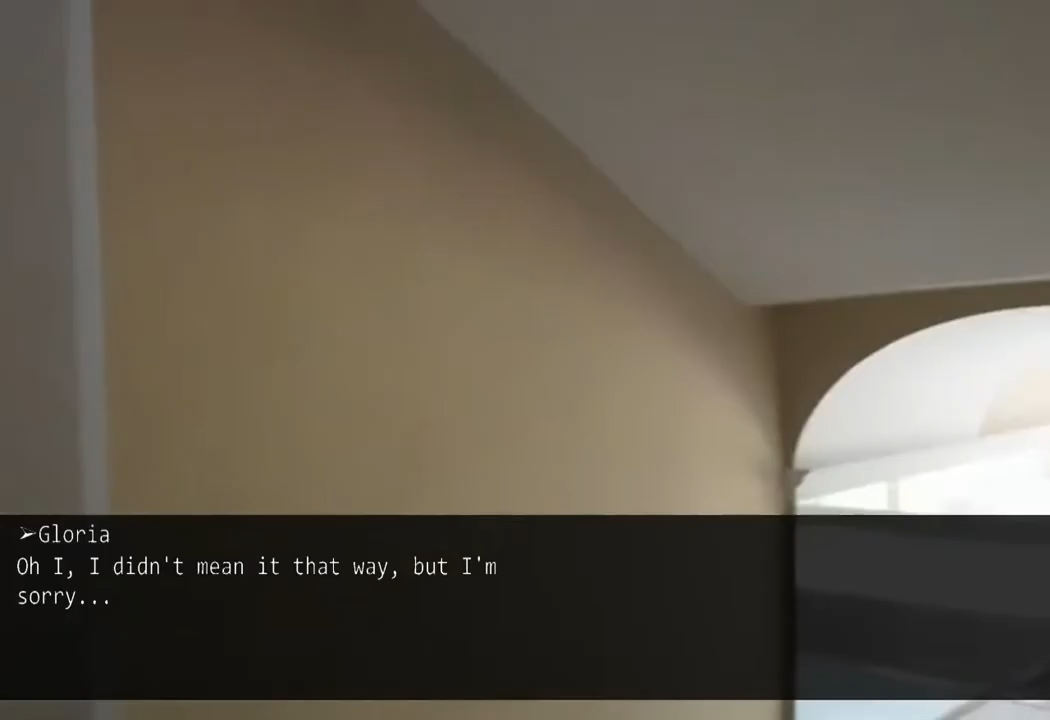 ➢Gloria
Oh I, I didn't mean it that way, but I'm
sorry...